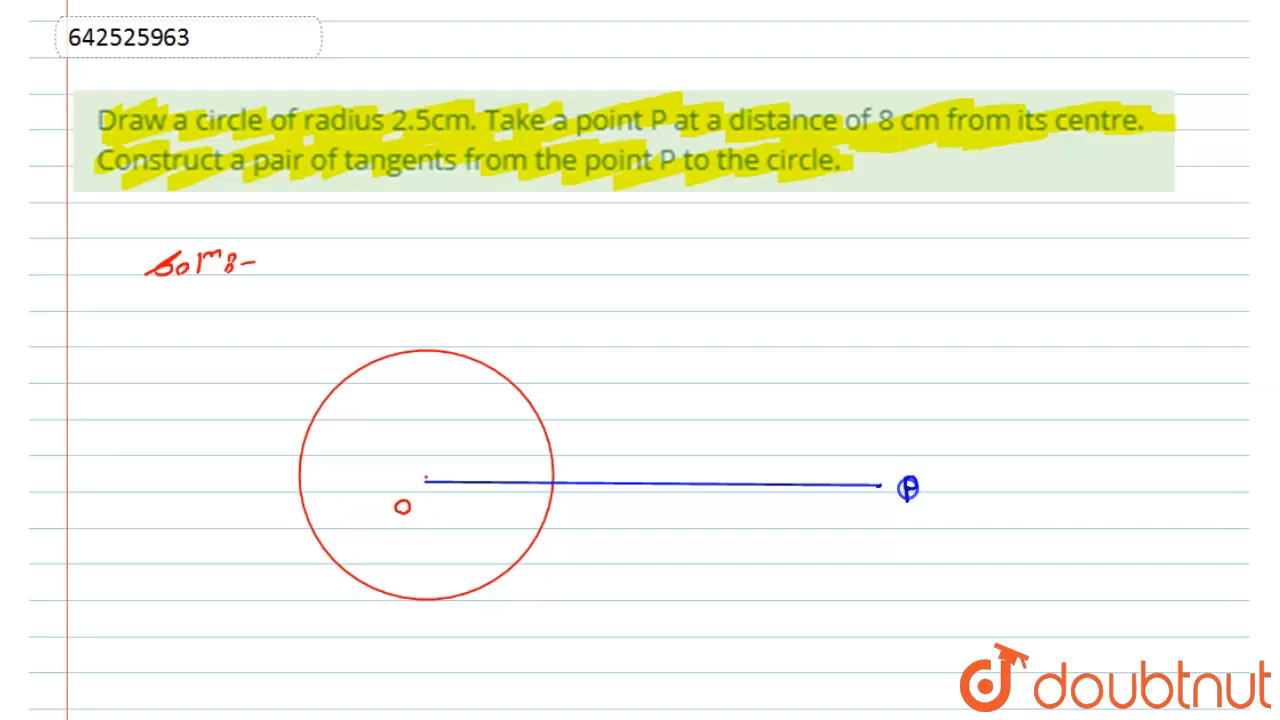 642525963
Draw a circle of radius 2.5cm. Take a point P at a distance of 8 cm from its centre.
Construct a pair of tangents from the point P to the circle.
Solⁿ:-
O
P
doubtnut